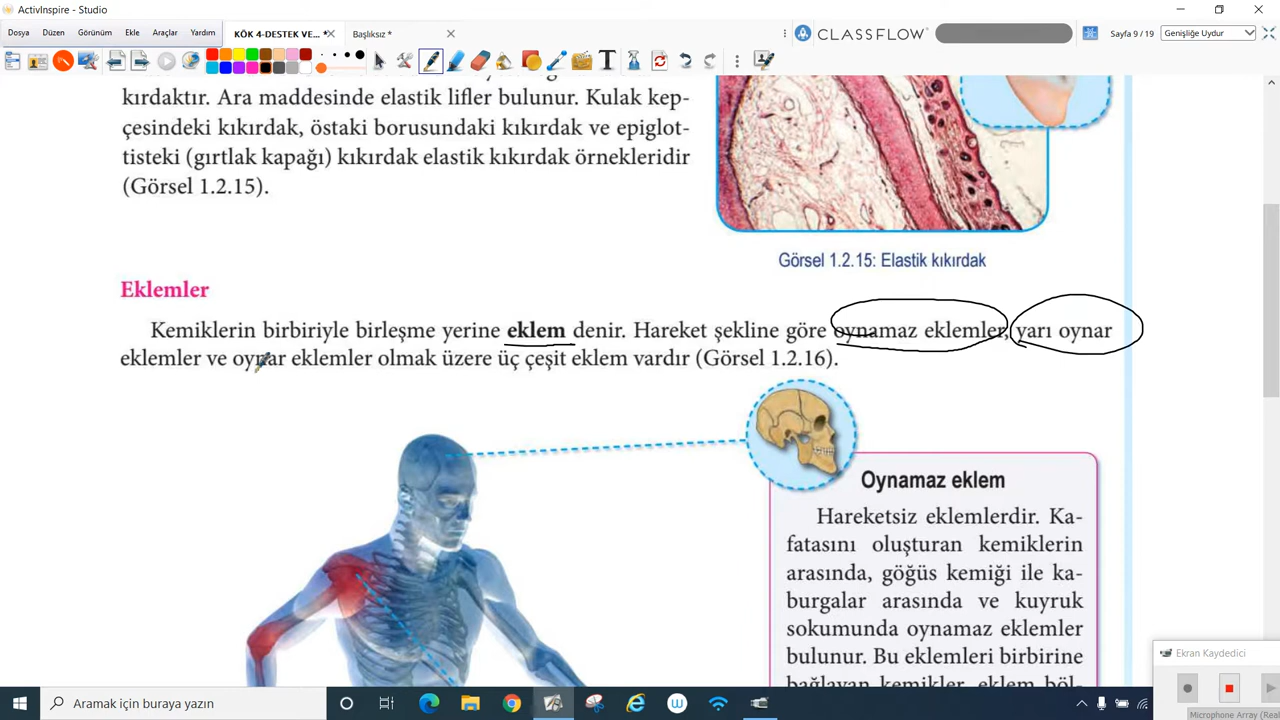 ActivInspire - Studio
Dosya Düzen Görünüm Ekle Araçlar Yardım
KÖK 4-DESTEK VE... *
Başlıksız *
CLASSFLOW
Sayfa 9 / 19
Genişliğe Uydur
kırdaktır. Ara maddesinde elastik lifler bulunur. Kulak kep-
çesindeki kıkırdak, östaki borusundaki kıkırdak ve epiglot-
tisteki (gırtlak kapağı) kıkırdak elastik kıkırdak örnekleridir
(Görsel 1.2.15).
Görsel 1.2.15: Elastik kıkırdak
Eklemler
Kemiklerin birbiriyle birleşme yerine eklem denir. Hareket şekline göre oynamaz eklemler, yarı oynar
eklemler ve oynar eklemler olmak üzere üç çeşit eklem vardır (Görsel 1.2.16).
Oynamaz eklem
Hareketsiz eklemlerdir. Ka-
fatasını oluşturan kemiklerin
arasında, göğüs kemiği ile ka-
burgalar arasında ve kuyruk
sokumunda oynamaz eklemler
bulunur. Bu eklemleri birbirine
bağlayan kemikler, eklem böl-
Ekran Kaydedici
Microphone Array (Real
Aramak için buraya yazın